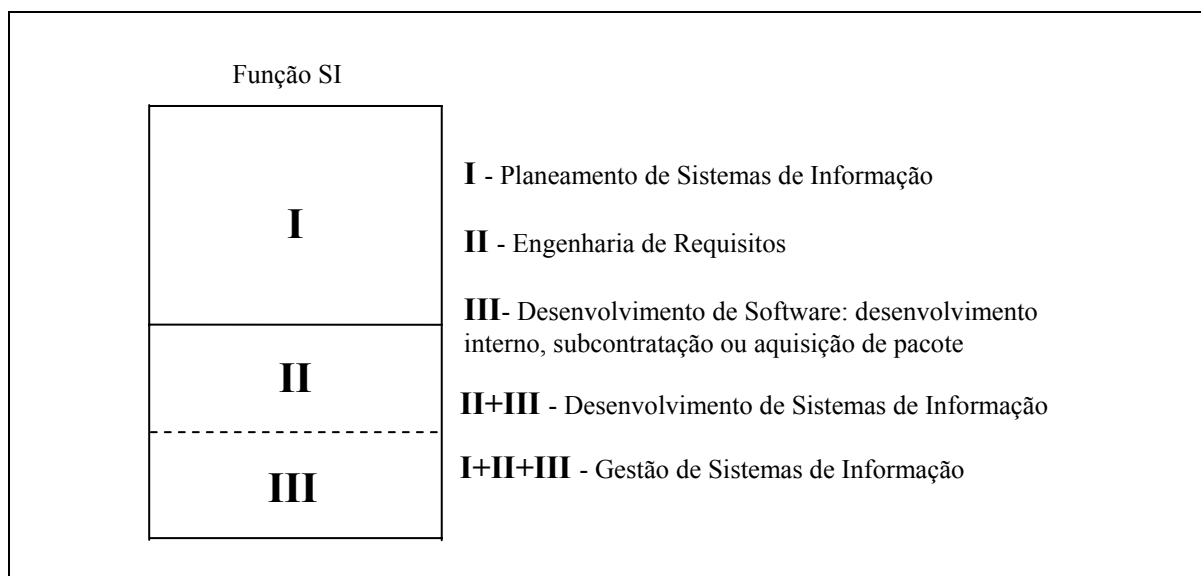 Função SI
I
II
III
I - Planeamento de Sistemas de Informação
II - Engenharia de Requisitos
III- Desenvolvimento de Software: desenvolvimento
interno, subcontratação ou aquisição de pacote
II+III - Desenvolvimento de Sistemas de Informação
I+II+III - Gestão de Sistemas de Informação